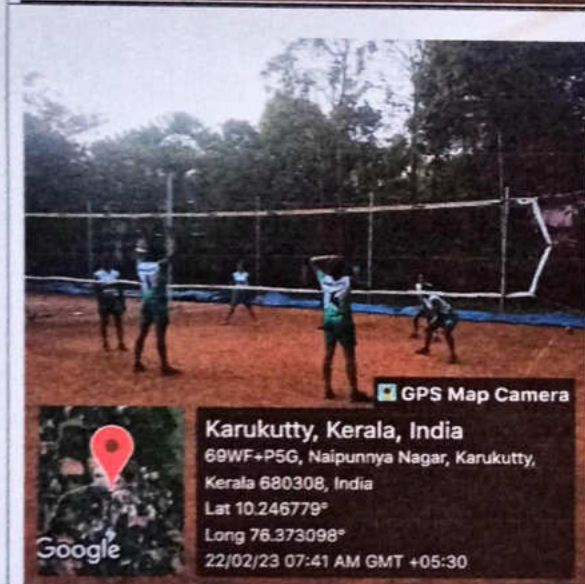 GPS Map Camera
Karukutty, Kerala, India
69WF+P5G, Naipunnya Nagar, Karukutty,
Kerala 680308, India
Lat 10.246779°
Long 76.373098°
22/02/23 07:41 AM GMT +05:30
Google